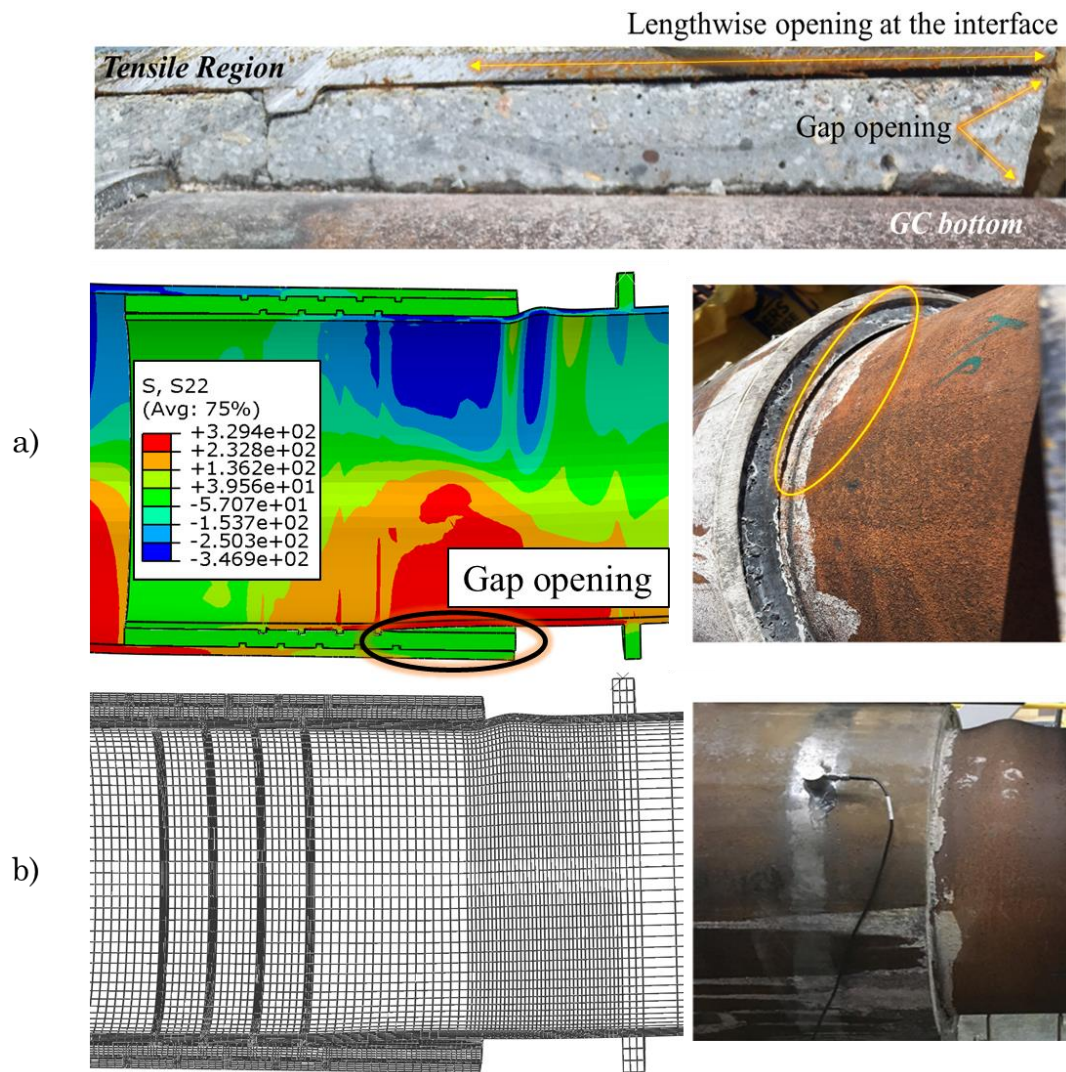 Lengthwise opening at the interface
Tensile Region
Gap opening
GC bottom
a)
S, S22
(Avg: 75%)
+3.294e+02
+2.328e+02
+1.362e+02
+3.956e+01
-5.707e+01
-1.537e+02
-2.503e+02
-3.469e+02
Gap opening
b)